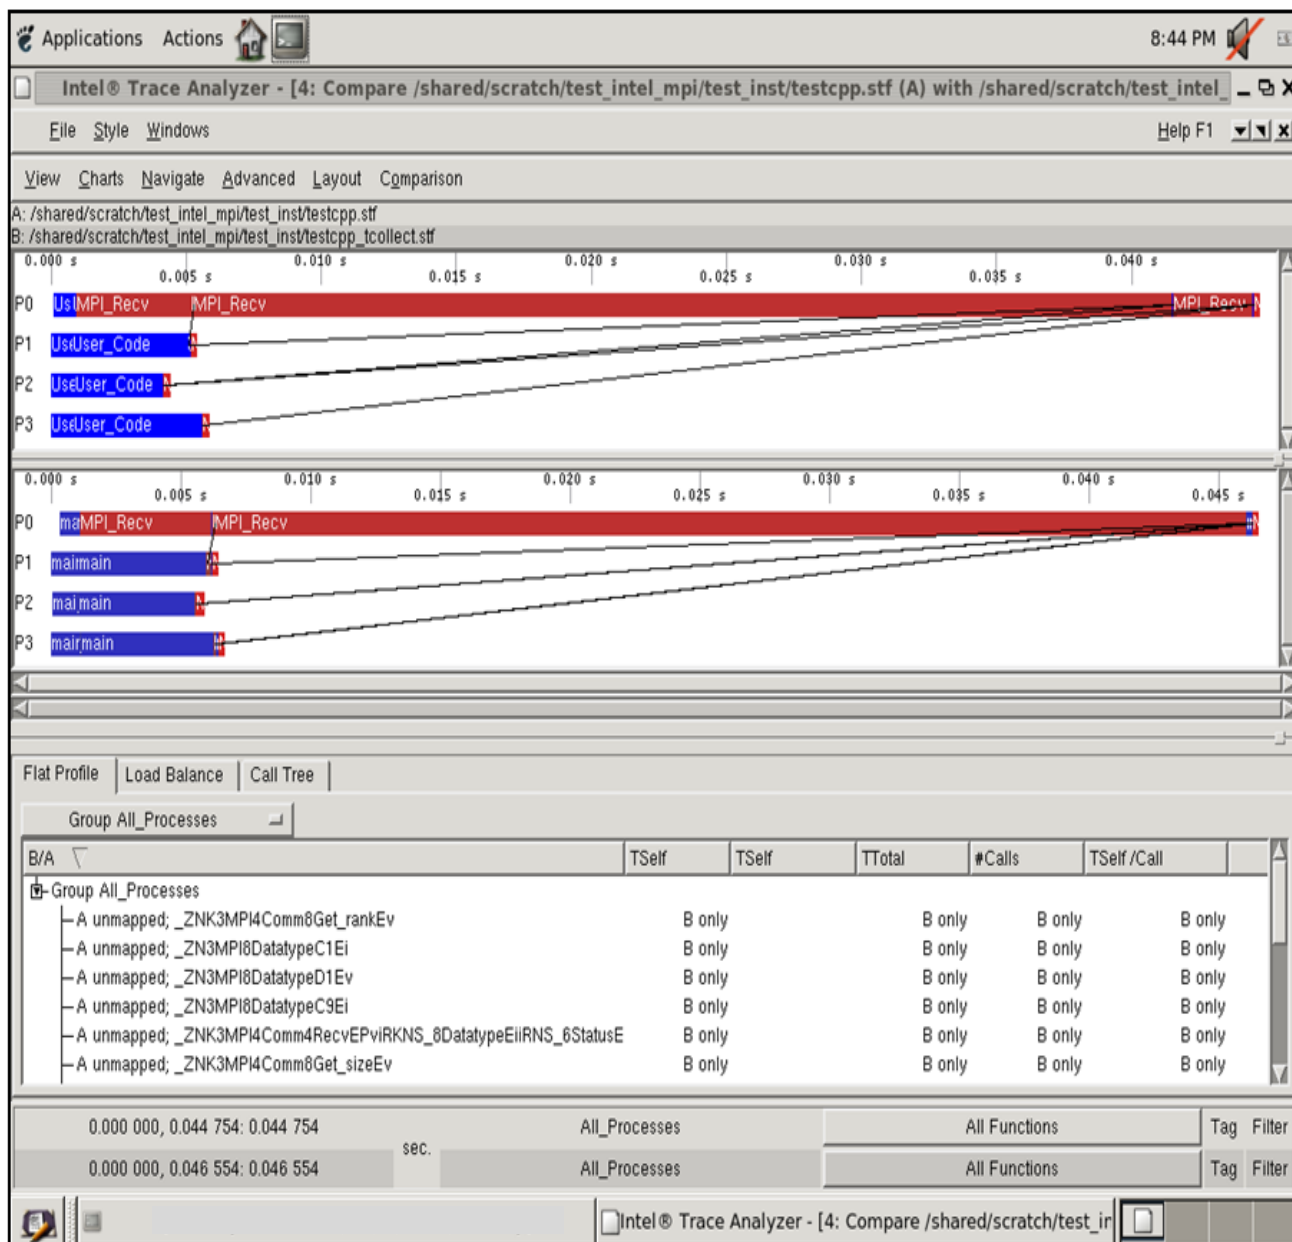 Applications Actions 8:44 PM
Intel® Trace Analyzer - [4: Compare /shared/scratch/test_intel_mpi/test_inst/testcpp.stf (A) with /shared/scratch/test_intel_
File Style Windows Help F1
View Charts Navigate Advanced Layout Comparison
A: /shared/scratch/test_intel_mpi/test_inst/testcpp.stf
B: /shared/scratch/test_intel_mpi/test_inst/testcpp_tcollect.stf
0.000 s 0.010 s 0.020 s 0.030 s 0.040 s
0.005 s 0.015 s 0.025 s 0.035 s
P0 Us MPI_Recv MPI_Recv MPI_Recv
P1 Use User_Code
P2 Use User_Code
P3 Use User_Code
0.000 s 0.010 s 0.020 s 0.030 s 0.040 s
0.005 s 0.015 s 0.025 s 0.035 s 0.045 s
P0 ma MPI_Recv MPI_Recv
P1 mai main
P2 mai main
P3 mai main
Flat Profile Load Balance Call Tree
Group All_Processes
B/A TSelf TSelf TTotal #Calls TSelf /Call
Group All_Processes
A unmapped; _ZNK3MPI4Comm8Get_rankEv B only B only B only B only
A unmapped; _ZN3MPI8DatatypeC1Ei B only B only B only B only
A unmapped; _ZN3MPI8DatatypeD1Ev B only B only B only B only
A unmapped; _ZN3MPI8DatatypeC9Ei B only B only B only B only
A unmapped; _ZNK3MPI4Comm4RecvEPviRKNS_8DatatypeEiiRNS_6StatusE B only B only B only B only
A unmapped; _ZNK3MPI4Comm8Get_sizeEv B only B only B only B only
0.000 000, 0.044 754: 0.044 754 All_Processes All Functions Tag Filter
sec.
0.000 000, 0.046 554: 0.046 554 All_Processes All Functions Tag Filter
Intel® Trace Analyzer - [4: Compare /shared/scratch/test_ir